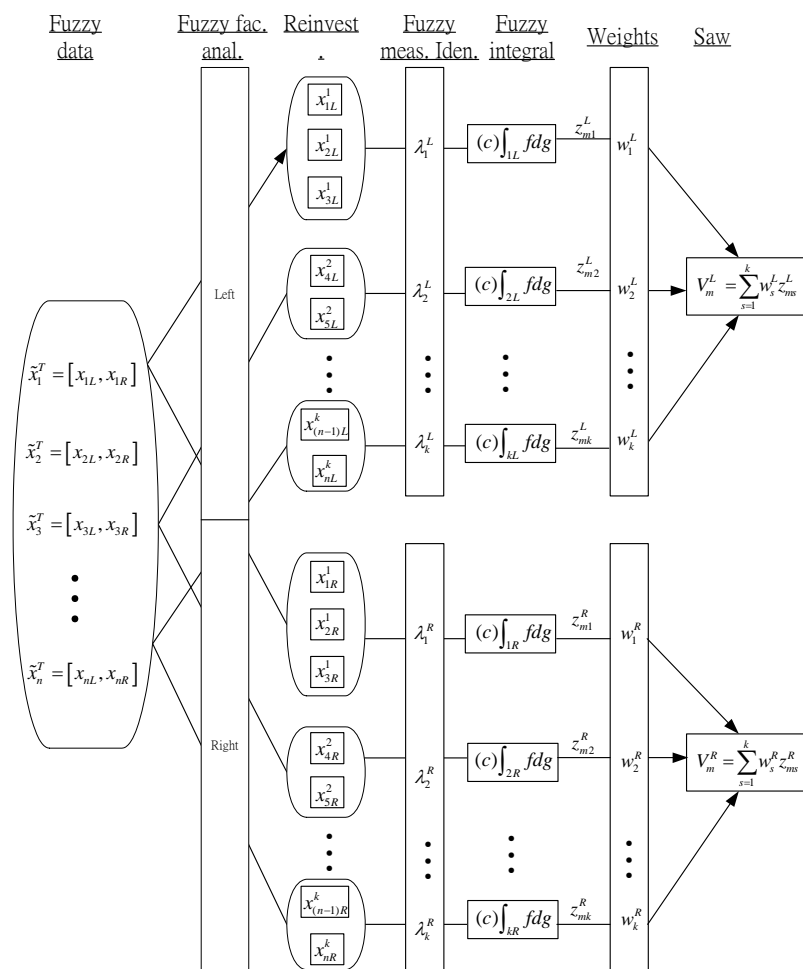 Fuzzy data
Fuzzy fac. anal.
Reinvest .
Fuzzy meas. Iden.
Fuzzy integral
Weights
Saw
x̃_1^T = [x_{1L}, x_{1R}]
x̃_2^T = [x_{2L}, x_{2R}]
x̃_3^T = [x_{3L}, x_{3R}]
x̃_n^T = [x_{nL}, x_{nR}]
Left
Right
x_{1L}^1
x_{2L}^1
x_{3L}^1
λ_1^L
(c)∫_{1L} fdg
z_{m1}^L
w_1^L
x_{4L}^2
x_{5L}^2
λ_2^L
(c)∫_{2L} fdg
z_{m2}^L
w_2^L
V_m^L = ∑_{s=1}^k w_s^L z_{ms}^L
x_{(n-1)L}^k
x_{nL}^k
λ_k^L
(c)∫_{kL} fdg
z_{mk}^L
w_k^L
x_{1R}^1
x_{2R}^1
x_{3R}^1
λ_1^R
(c)∫_{1R} fdg
z_{m1}^R
w_1^R
x_{4R}^2
x_{5R}^2
λ_2^R
(c)∫_{2R} fdg
z_{m2}^R
w_2^R
V_m^R = ∑_{s=1}^k w_s^R z_{ms}^R
x_{(n-1)R}^k
x_{nR}^k
λ_k^R
(c)∫_{kR} fdg
z_{mk}^R
w_k^R